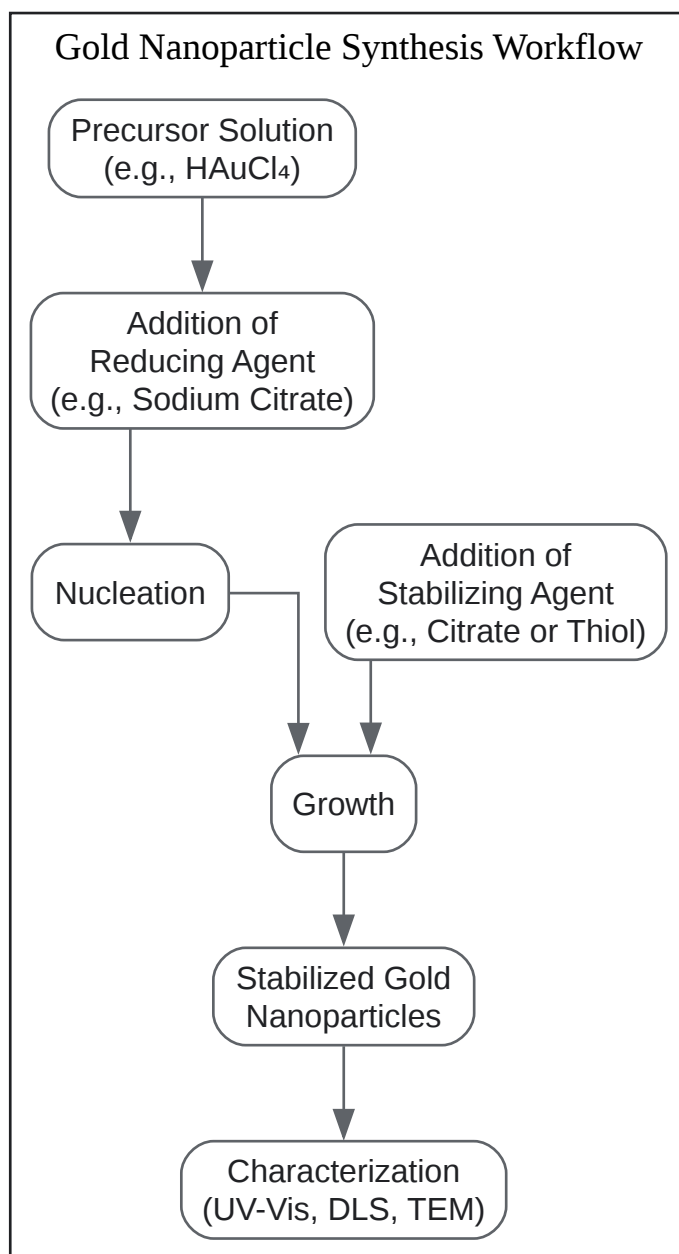 Gold Nanoparticle Synthesis Workflow
Precursor Solution
(e.g., HAuCl₄)
Addition of
Reducing Agent
(e.g., Sodium Citrate)
Nucleation
Addition of
Stabilizing Agent
(e.g., Citrate or Thiol)
Growth
Stabilized Gold
Nanoparticles
Characterization
(UV-Vis, DLS, TEM)